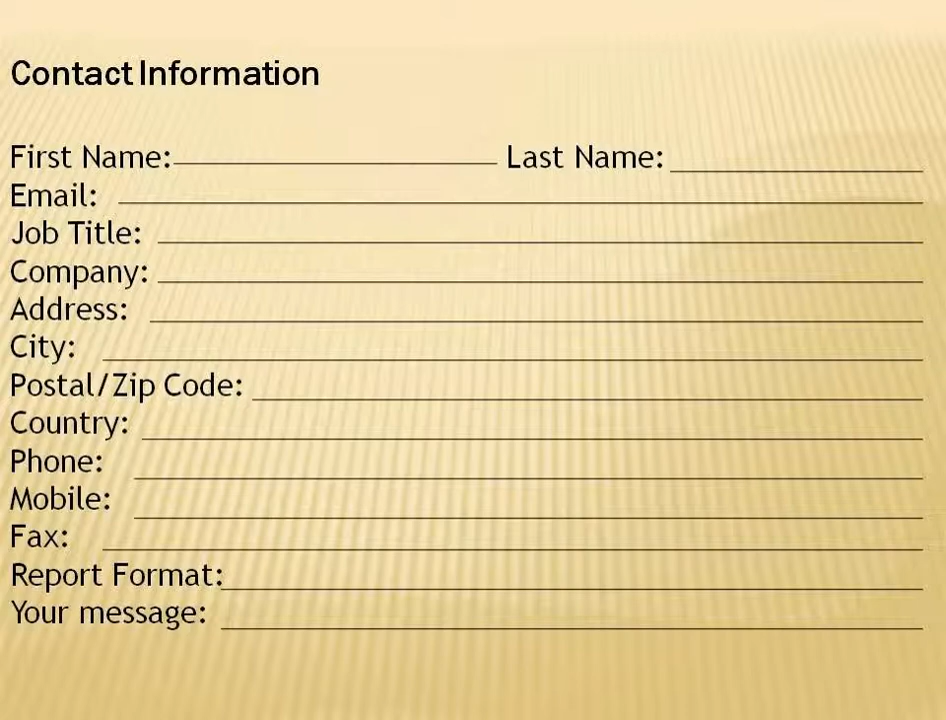 Contact Information
First Name: Last Name:
Email:
Job Title:
Company:
Address:
City:
Postal/Zip Code:
Country:
Phone:
Mobile:
Fax:
Report Format:
Your message: